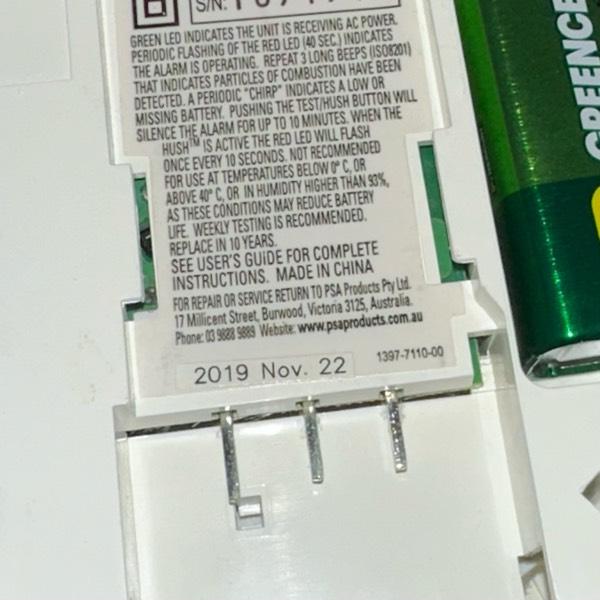 S/N:
GREEN LED INDICATES THE UNIT IS RECEIVING AC POWER.
PERIODIC FLASHING OF THE RED LED (40 SEC.) INDICATES
THE ALARM IS OPERATING. REPEAT 3 LONG BEEPS (ISO8201)
THAT INDICATES PARTICLES OF COMBUSTION HAVE BEEN
DETECTED. A PERIODIC "CHIRP" INDICATES A LOW OR
MISSING BATTERY. PUSHING THE TEST/HUSH BUTTON WILL
SILENCE THE ALARM FOR UP TO 10 MINUTES. WHEN THE
HUSH™ IS ACTIVE THE RED LED WILL FLASH
ONCE EVERY 10 SECONDS. NOT RECOMMENDED
FOR USE AT TEMPERATURES BELOW 0° C, OR
ABOVE 40° C, OR IN HUMIDITY HIGHER THAN 93%,
AS THESE CONDITIONS MAY REDUCE BATTERY
LIFE. WEEKLY TESTING IS RECOMMENDED.
REPLACE IN 10 YEARS.
SEE USER'S GUIDE FOR COMPLETE
INSTRUCTIONS. MADE IN CHINA
FOR REPAIR OR SERVICE RETURN TO PSA Products Pty Ltd.
17 Millicent Street, Burwood, Victoria 3125, Australia.
Phone: 03 9888 9889 Website: www.psaproducts.com.au
1397-7110-00
2019 Nov. 22
GREENCE